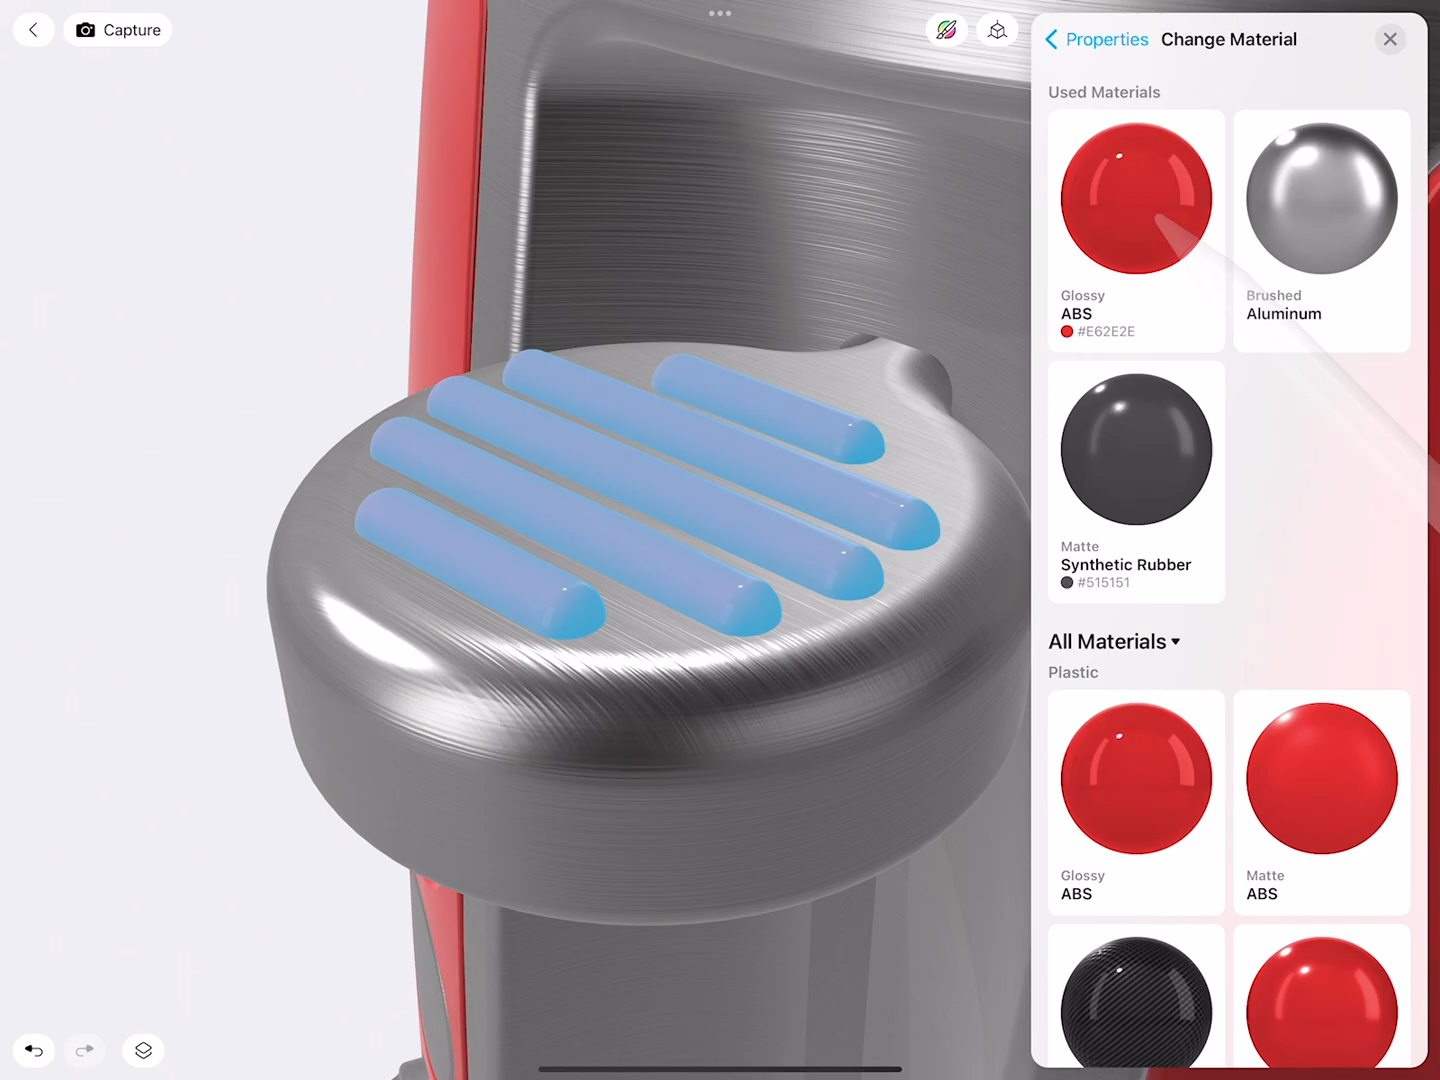 Capture
Properties
Change Material
Used Materials
Glossy
ABS
#E62E2E
Brushed
Aluminum
Matte
Synthetic Rubber
#515151
All Materials
Plastic
Glossy
ABS
Matte
ABS